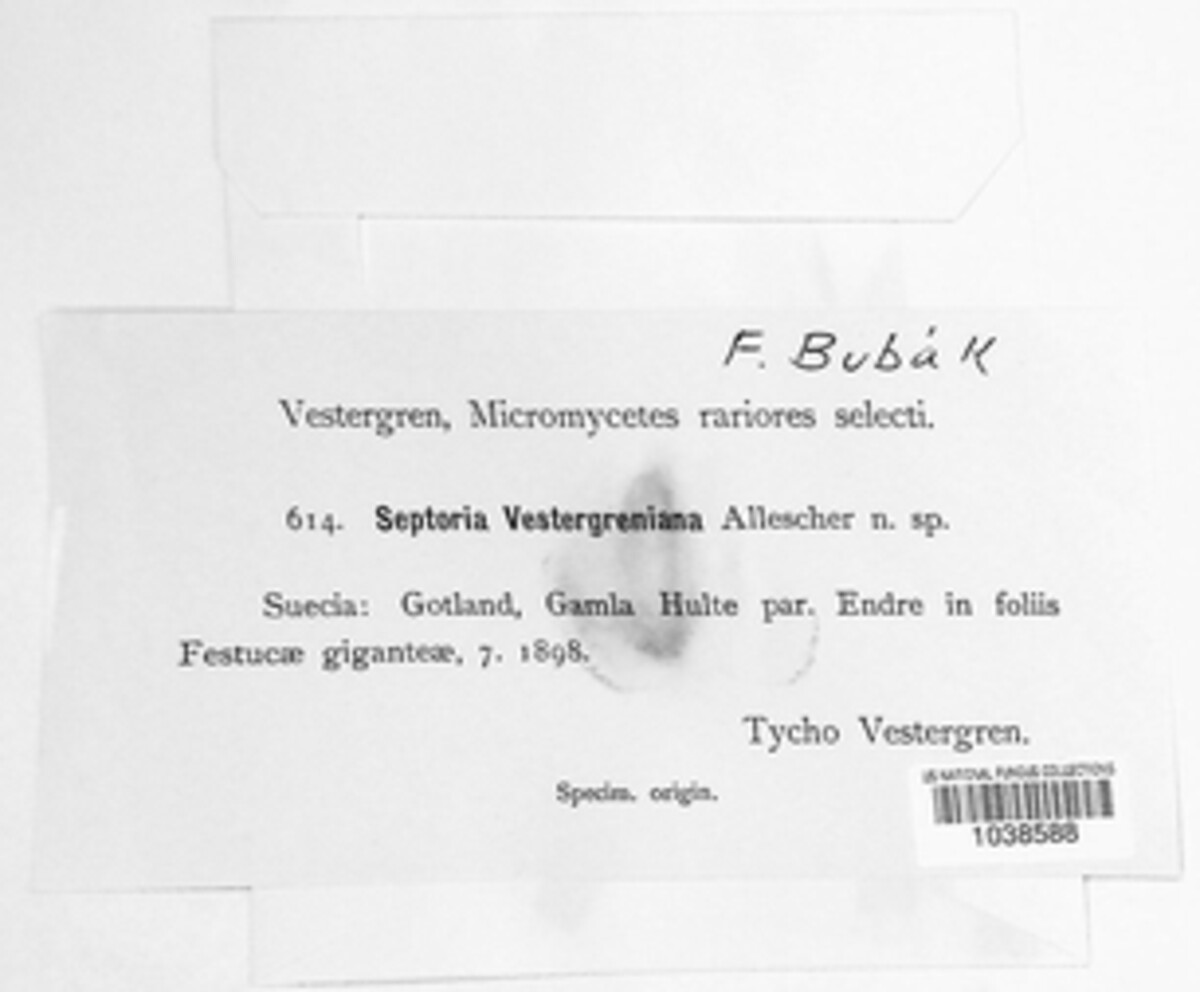 F. Bubák
Vestergren, Micromycetes rariores selecti.
614. Septoria Vestergreniana Allescher n. sp.
Suecia: Gotland, Gamla Hulte par. Endre in foliis
Festucæ giganteæ, 7. 1898.
Tycho Vestergren.
Specim. origin.
US NATIONAL FUNGUS COLLECTIONS
1038588